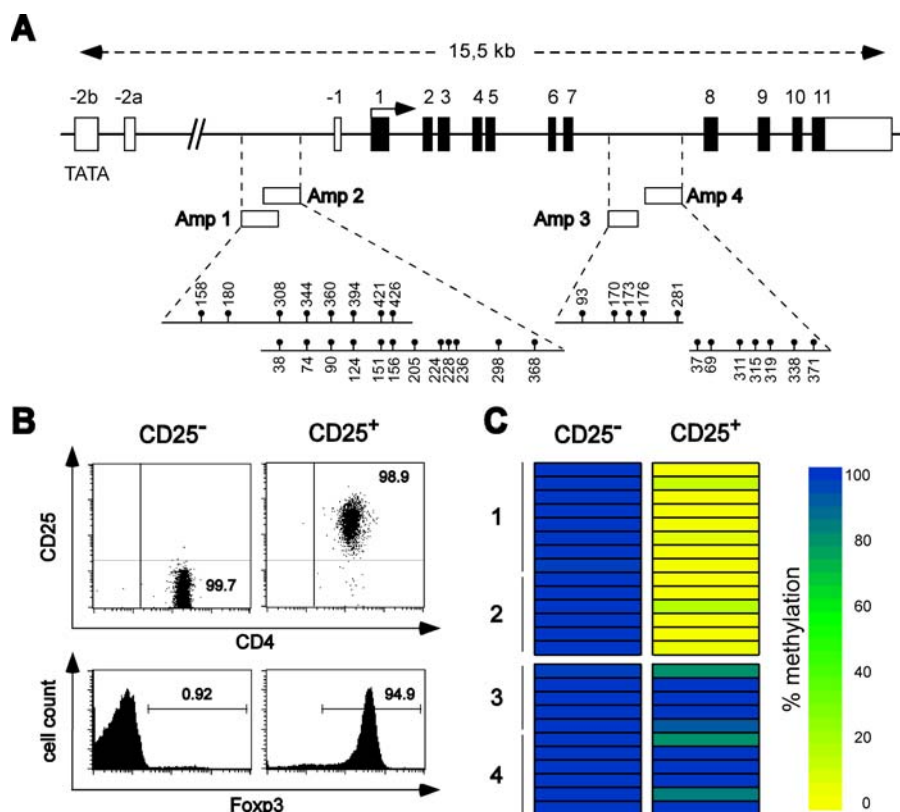 A
15,5 kb
-2b -2a -1 1 2 3 4 5 6 7 8 9 10 11
TATA
Amp 2
Amp 4
Amp 1
Amp 3
158 180 308 344 360 394 421 426
93 170 173 176 281
38 74 90 124 151 156 205 224 228 236 298 368
37 69 311 315 319 338 371
B
CD25⁻ CD25⁺
CD25
99.7
98.9
CD4
cell count
0.92
94.9
Foxp3
C
CD25⁻ CD25⁺
1
2
3
4
% methylation
100
80
60
40
20
0